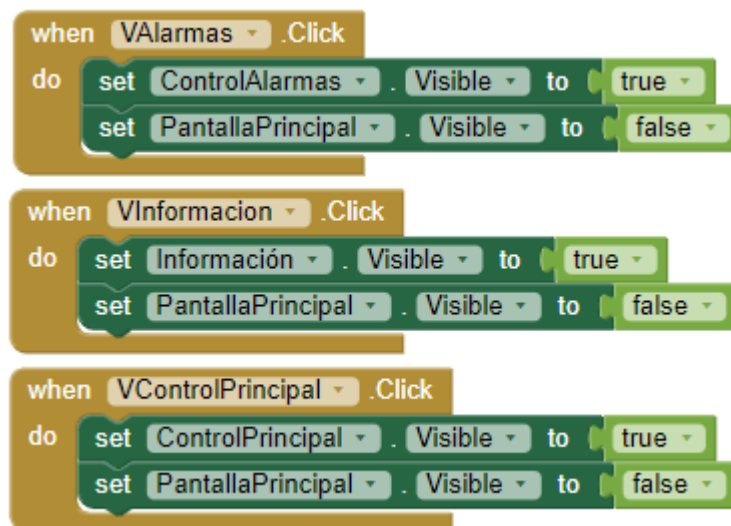 when VAlarmas .Click
do set ControlAlarmas . Visible to true
set PantallaPrincipal . Visible to false
when VInformacion .Click
do set Información . Visible to true
set PantallaPrincipal . Visible to false
when VControlPrincipal .Click
do set ControlPrincipal . Visible to true
set PantallaPrincipal . Visible to false